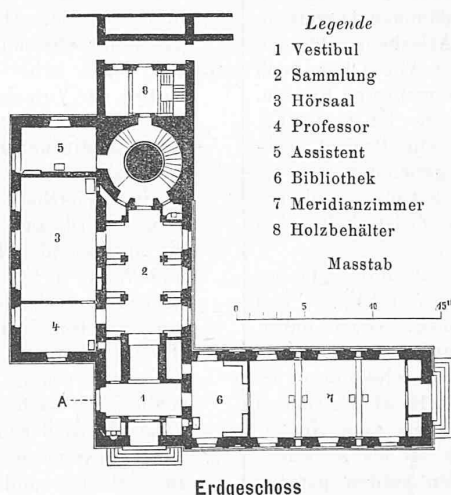 Legende
1 Vestibul
2 Sammlung
3 Hörsaal
4 Professor
5 Assistent
6 Bibliothek
7 Meridianzimmer
8 Holzbehälter
Masstab
0 5 10 15m
8
5
3
2
4
A
1
6
7
Erdgeschoss